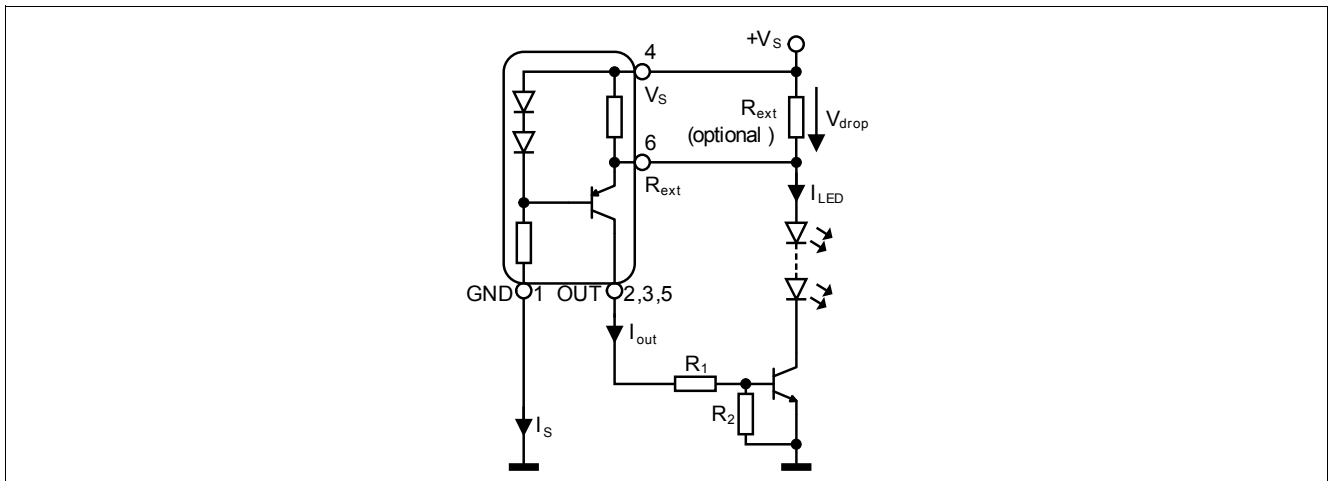 +VS
4
VS
Rext
(optional )
Vdrop
6
Rext
ILED
GND 1 OUT 2,3,5
Iout
R1
R2
IS